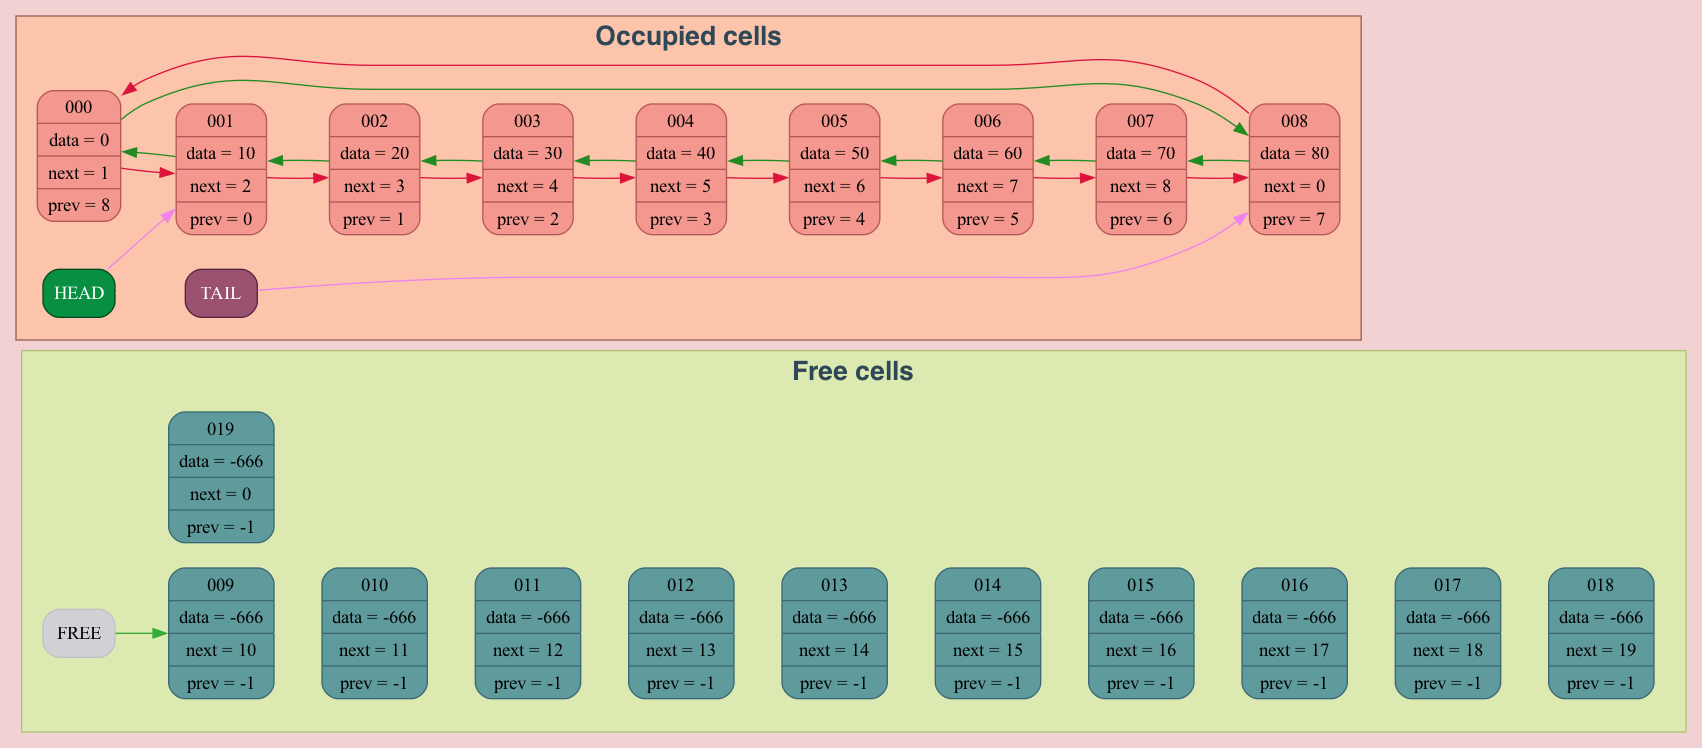 Occupied cells
000
data = 0
next = 1
prev = 8
001
data = 10
next = 2
prev = 0
002
data = 20
next = 3
prev = 1
003
data = 30
next = 4
prev = 2
004
data = 40
next = 5
prev = 3
005
data = 50
next = 6
prev = 4
006
data = 60
next = 7
prev = 5
007
data = 70
next = 8
prev = 6
008
data = 80
next = 0
prev = 7
HEAD
TAIL
Free cells
019
data = -666
next = 0
prev = -1
FREE
009
data = -666
next = 10
prev = -1
010
data = -666
next = 11
prev = -1
011
data = -666
next = 12
prev = -1
012
data = -666
next = 13
prev = -1
013
data = -666
next = 14
prev = -1
014
data = -666
next = 15
prev = -1
015
data = -666
next = 16
prev = -1
016
data = -666
next = 17
prev = -1
017
data = -666
next = 18
prev = -1
018
data = -666
next = 19
prev = -1